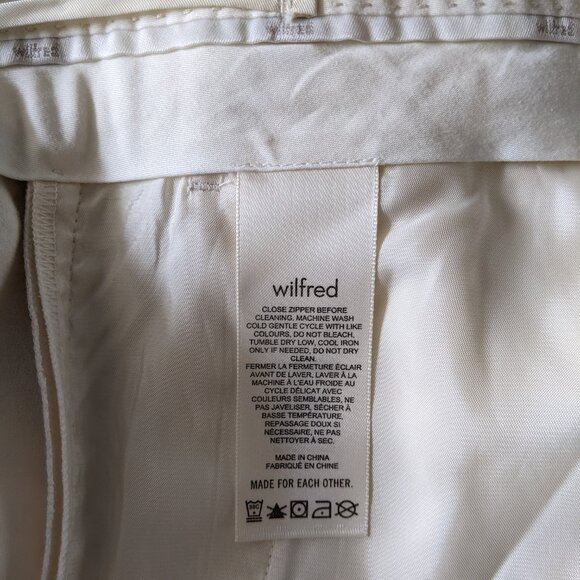 wilfred
wilfred
wilfred
CLOSE ZIPPER BEFORE
CLEANING. MACHINE WASH
COLD GENTLE CYCLE WITH LIKE
COLOURS, DO NOT BLEACH,
TUMBLE DRY LOW, COOL IRON
ONLY IF NEEDED, DO NOT DRY
CLEAN.
FERMER LA FERMETURE ÉCLAIR
AVANT DE LAVER. LAVER À LA
MACHINE À L'EAU FROIDE AU
CYCLE DÉLICAT AVEC
COULEURS SEMBLABLES, NE
PAS JAVELISER, SÉCHER À
BASSE TEMPÉRATURE,
REPASSAGE DOUX SI
NÉCESSAIRE, NE PAS
NETTOYER À SEC.
MADE IN CHINA
FABRIQUÉ EN CHINE
MADE FOR EACH OTHER.